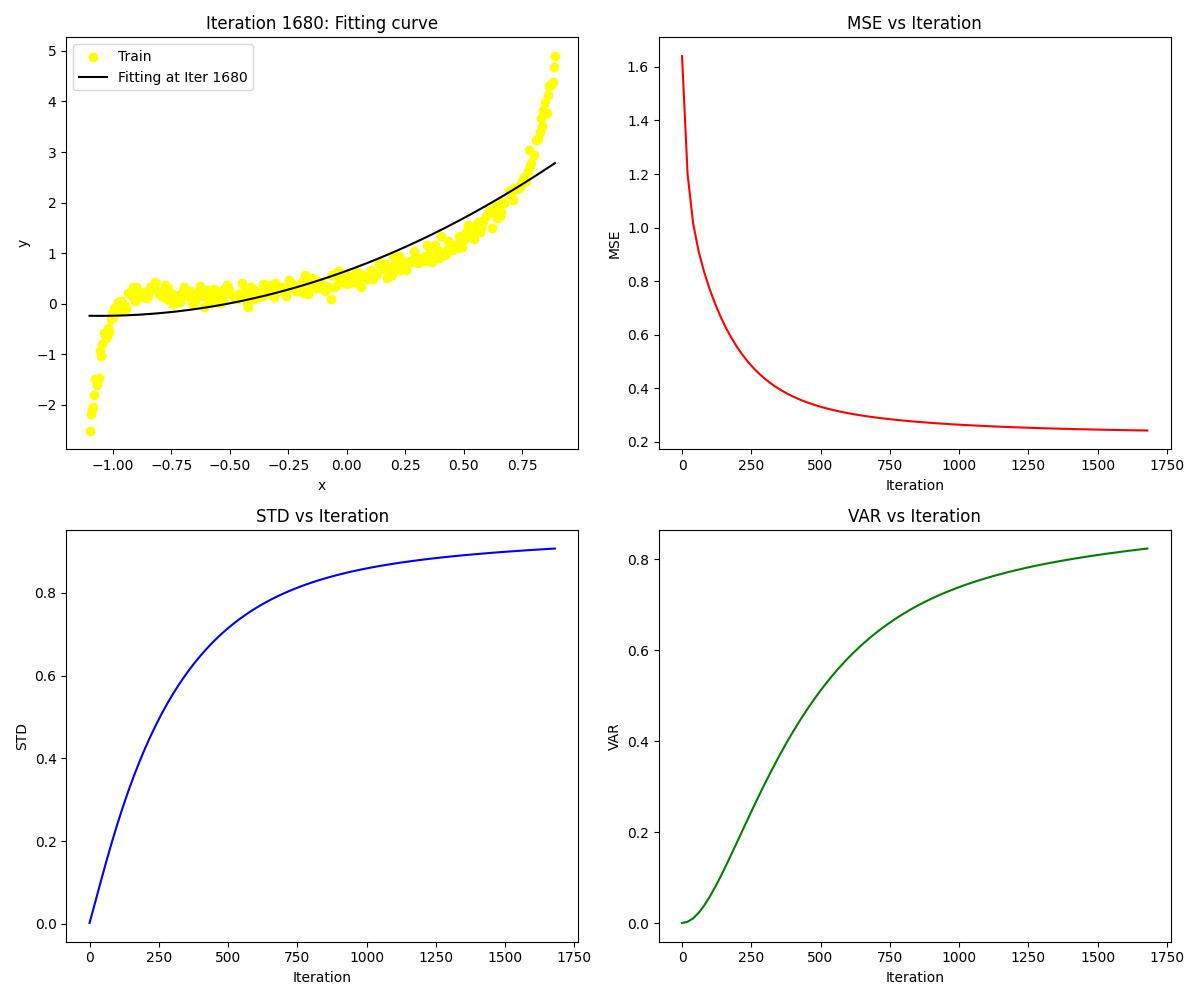 Iteration 1680: Fitting curve
Train
Fitting at Iter 1680
5
4
3
2
1
0
−1
−2
y
−1.00 −0.75 −0.50 −0.25 0.00 0.25 0.50 0.75
x
MSE vs Iteration
1.6
1.4
1.2
1.0
0.8
0.6
0.4
0.2
MSE
0 250 500 750 1000 1250 1500 1750
Iteration
STD vs Iteration
0.8
0.6
0.4
0.2
0.0
STD
0 250 500 750 1000 1250 1500 1750
Iteration
VAR vs Iteration
0.8
0.6
0.4
0.2
0.0
VAR
0 250 500 750 1000 1250 1500 1750
Iteration